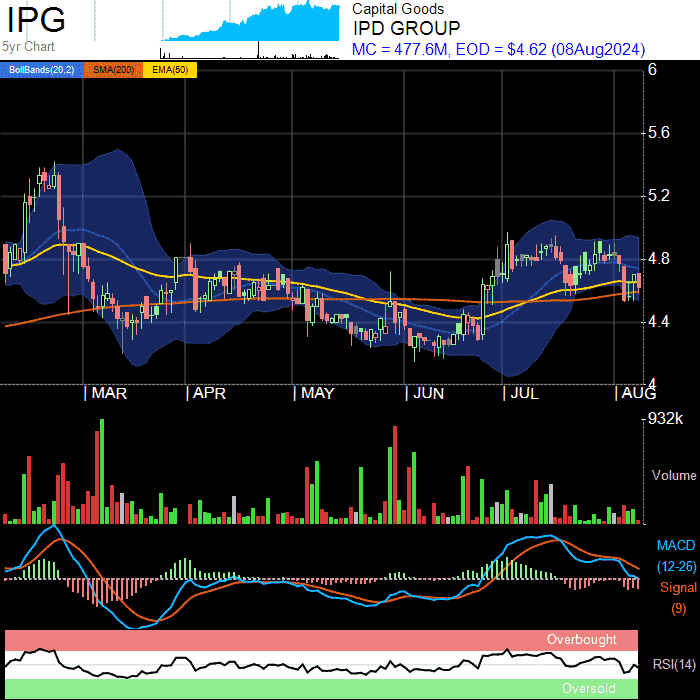 IPG
5yr Chart
Capital Goods
IPD GROUP
MC = 477.6M, EOD = $4.62 (08Aug2024)
BollBands(20,2) SMA(200) EMA(50)
6
5.6
5.2
4.8
4.4
4
MAR APR MAY JUN JUL AUG
932k
Volume
MACD
(12-26)
Signal
(9)
Overbought
RSI(14)
Oversold